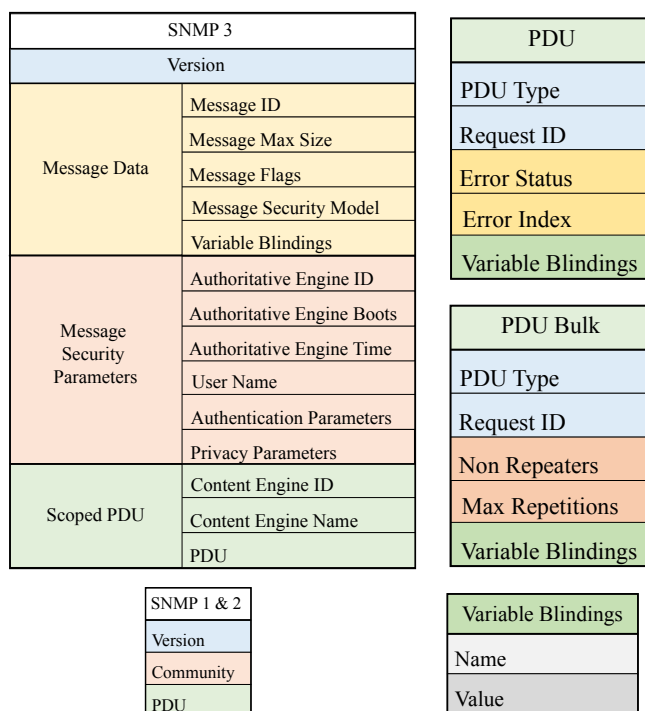 SNMP 3
Version
Message Data
Message ID
Message Max Size
Message Flags
Message Security Model
Variable Blindings
Message
Security
Parameters
Authoritative Engine ID
Authoritative Engine Boots
Authoritative Engine Time
User Name
Authentication Parameters
Privacy Parameters
Scoped PDU
Content Engine ID
Content Engine Name
PDU
SNMP 1 & 2
Version
Community
PDU
PDU
PDU Type
Request ID
Error Status
Error Index
Variable Blindings
PDU Bulk
PDU Type
Request ID
Non Repeaters
Max Repetitions
Variable Blindings
Variable Blindings
Name
Value